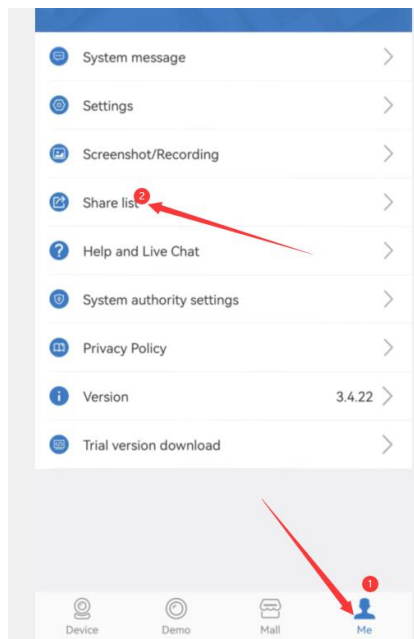 System message
Settings
Screenshot/Recording
Share list
2
Help and Live Chat
System authority settings
Privacy Policy
Version 3.4.22
Trial version download
1
Device Demo Mall Me